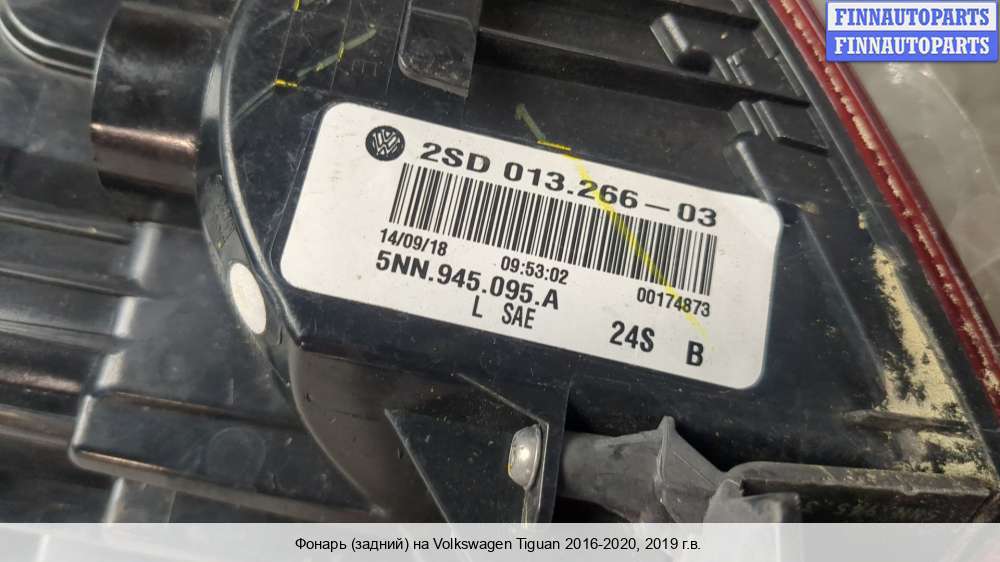 FINNAUTOPARTS
FINNAUTOPARTS
2SD 013.266-03
14/09/18 09:53:02 00174873
5NN.945.095.A
L SAE 24S B
Фонарь (задний) на Volkswagen Tiguan 2016-2020, 2019 г.в.